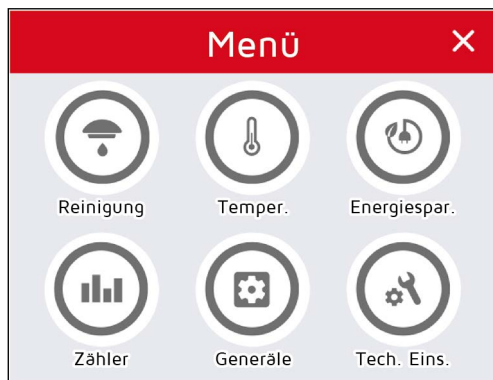 Menü
Reinigung Temper. Energiespar.
Zähler Generäle Tech. Eins.